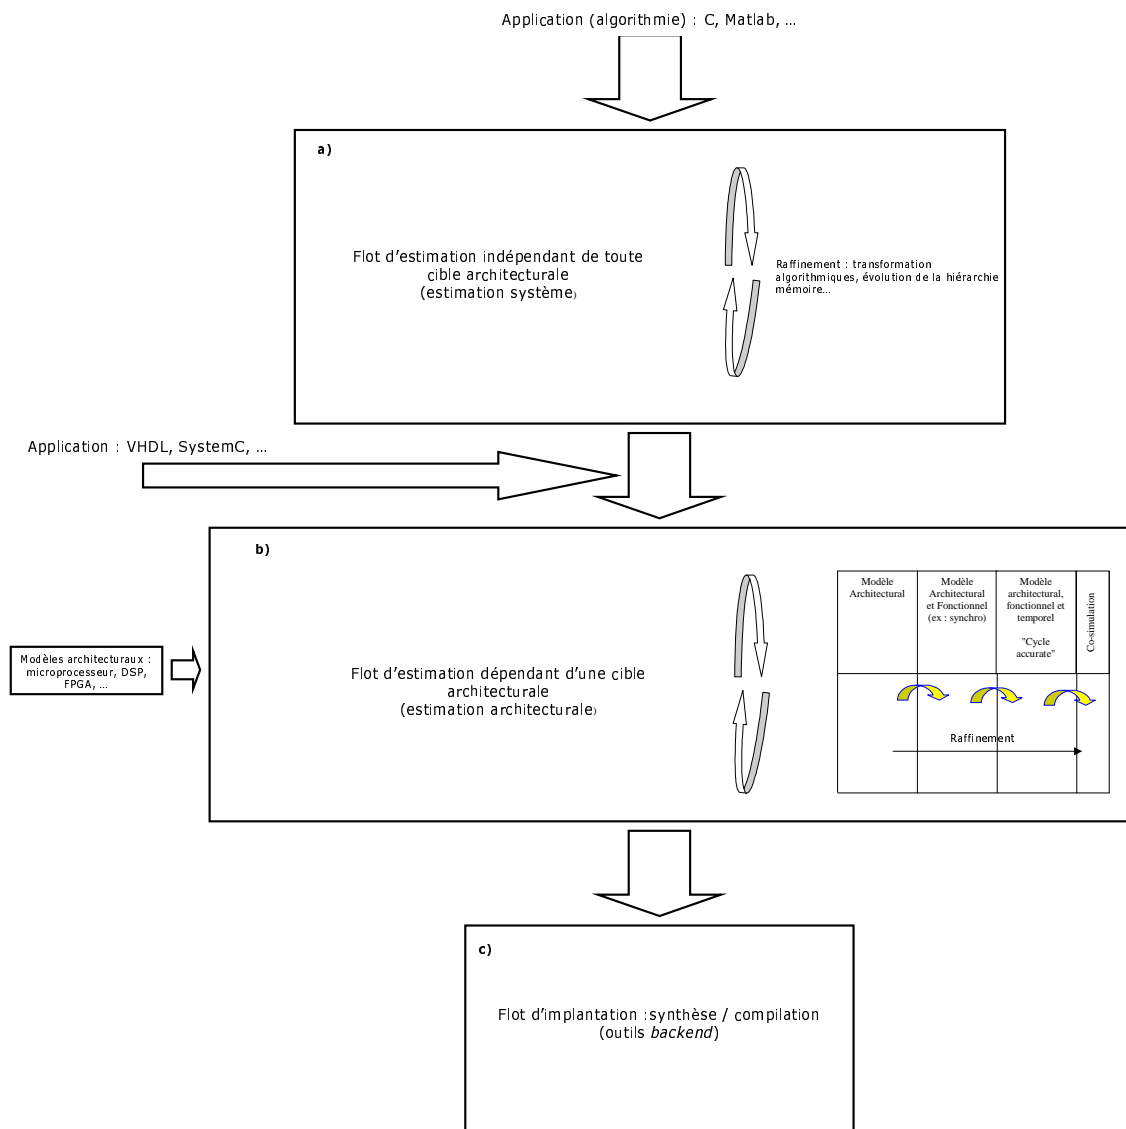 Application (algorithmie) : C, Matlab, ...
a)
Flot d'estimation indépendant de toute
cible architecturale
(estimation système)
Raffinement : transformation
algorithmiques, évolution de la hiérarchie
mémoire...
Application : VHDL, SystemC, ...
b)
Modèles architecturaux :
microprocesseur, DSP,
FPGA, ...
Flot d'estimation dépendant d'une cible
architecturale
(estimation architecturale)
Modèle
Architectural
Modèle
Architectural
et Fonctionnel
(ex : synchro)
Modèle
architectural,
fonctionnel et
temporel
"Cycle
accurate"
Co-simulation
Raffinement
c)
Flot d'implantation :synthèse / compilation
(outils backend)